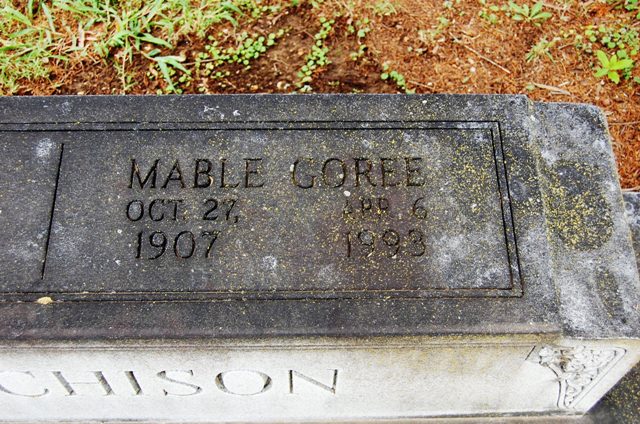 MABLE GOREE
OCT. 27, APR. 6
1907 1993
CHISON